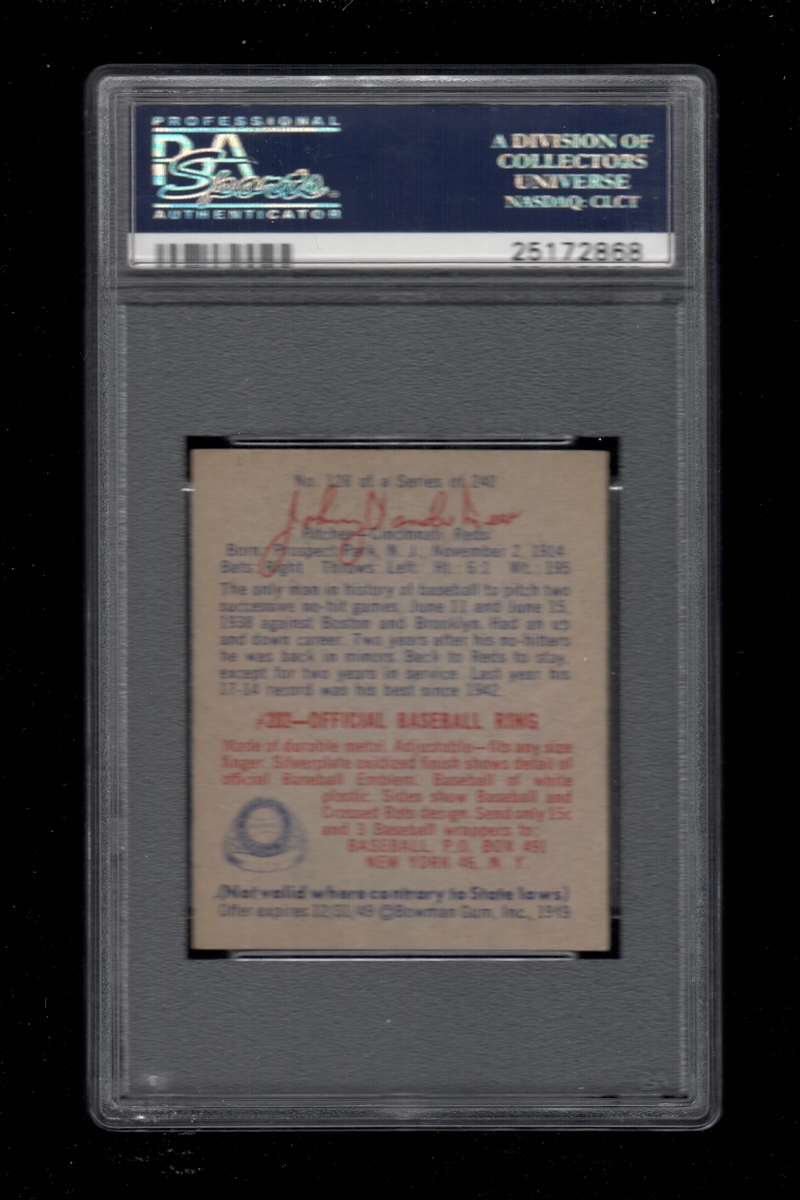 PROFESSIONAL
PSA
Sports
AUTHENTICATOR
A DIVISION OF
COLLECTORS
UNIVERSE
NASDAQ: CLCT
25172868
No. 128 of a Series of 240
Johnny Vander Meer
Pitcher—Cincinnati Reds
Born: Prospect Park, N. J., November 2, 1914
Bats: Right Throws: Left Ht.: 6:1 Wt.: 195
The only man in history of baseball to pitch two
successive no-hit games, June 11 and June 15,
1938 against Boston and Brooklyn. Had an up
and down career. Two years after his no-hitters
he was back in minors. Back to Reds to stay,
except for two years in service. Last year his
17-14 record was his best since 1942.
#202—OFFICIAL BASEBALL RING
Made of durable metal. Adjustable—fits any size
finger. Silverplate oxidized finish shows detail of
official Baseball Emblem. Baseball of white
plastic. Sides show Baseball and
Crossed Bats design. Send only 15c
and 3 Baseball wrappers to:
BASEBALL, P.O. BOX 491
NEW YORK 46, N. Y.
(Not valid where contrary to State laws)
Offer expires 12/31/49 ©Bowman Gum, Inc., 1949